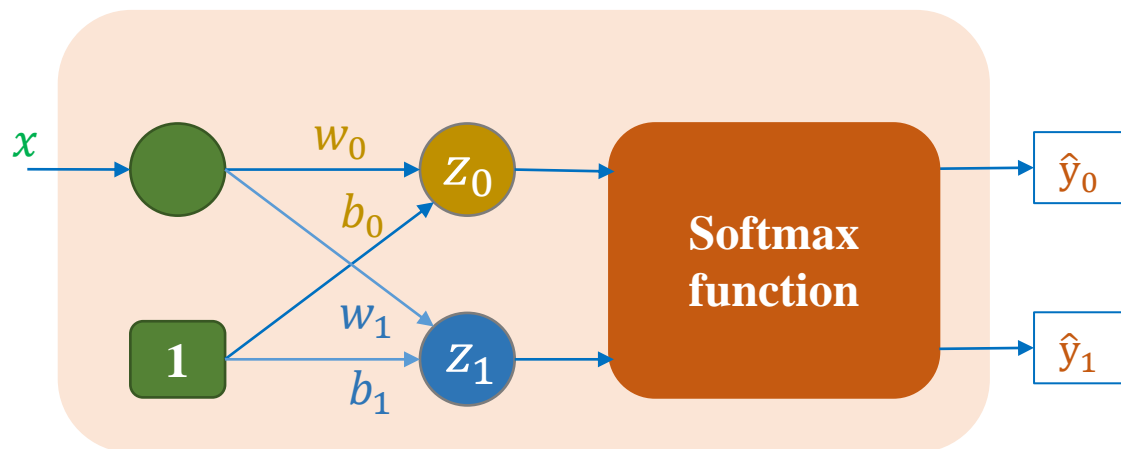 x
w₀
z₀
b₀
ŷ₀
Softmax
function
w₁
1
z₁
b₁
ŷ₁